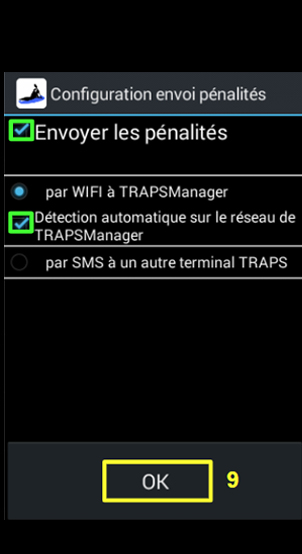 Configuration envoi pénalités
Envoyer les pénalités
par WIFI à TRAPSManager
Détection automatique sur le réseau de
TRAPSManager
par SMS à un autre terminal TRAPS
OK
9